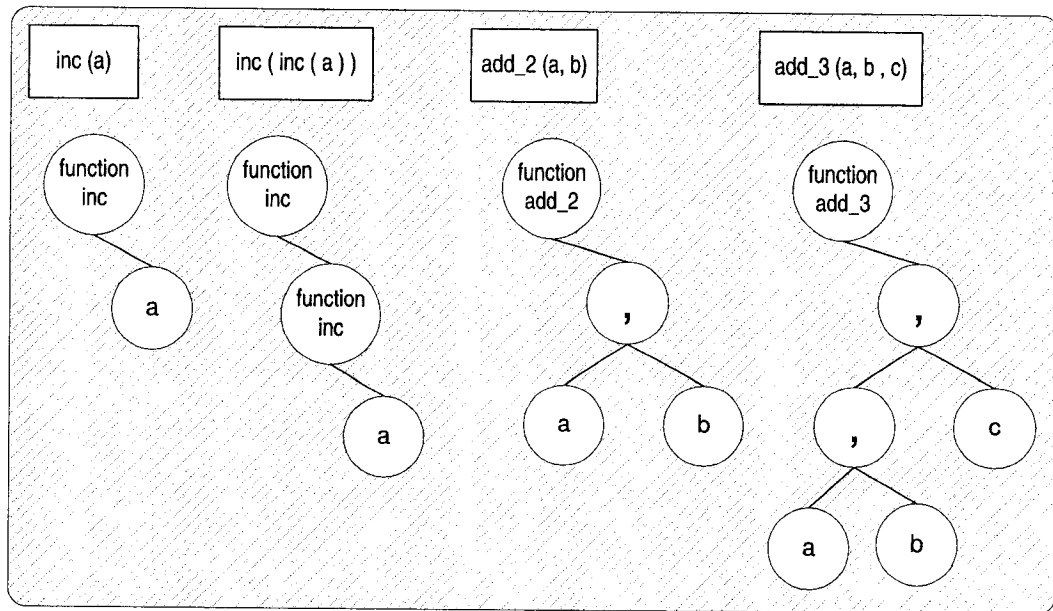 inc (a)
inc ( inc ( a ) )
add_2 (a, b)
add_3 (a, b , c)
function
inc
a
function
inc
function
inc
a
function
add_2
,
a
b
function
add_3
,
,
c
a
b